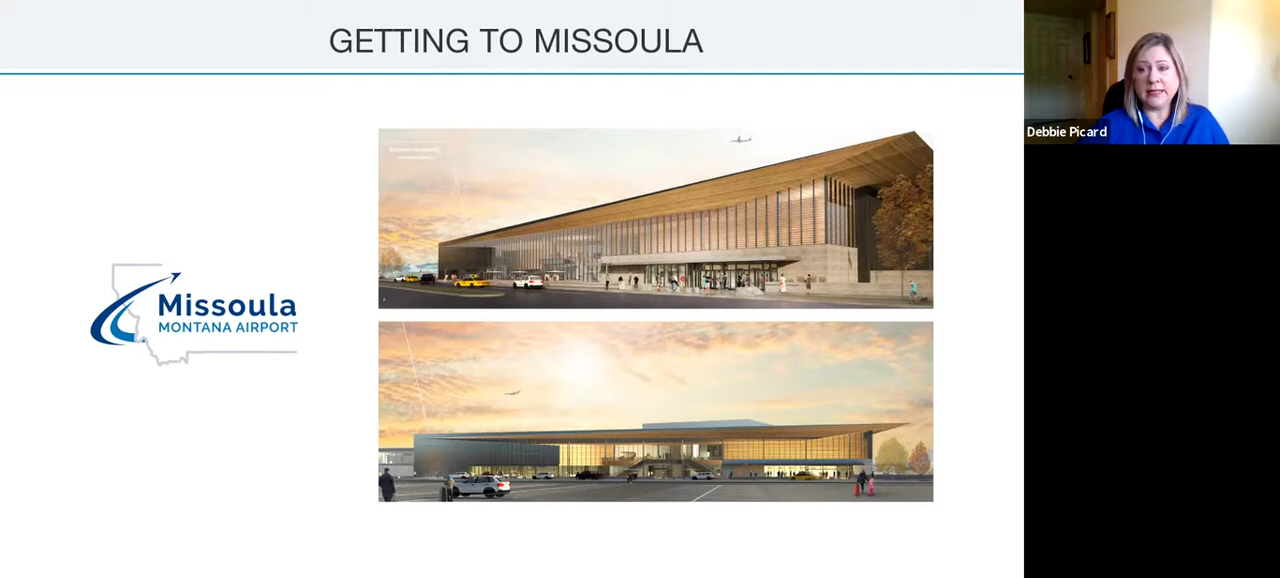 GETTING TO MISSOULA
Debbie Picard
Missoula
MONTANA AIRPORT